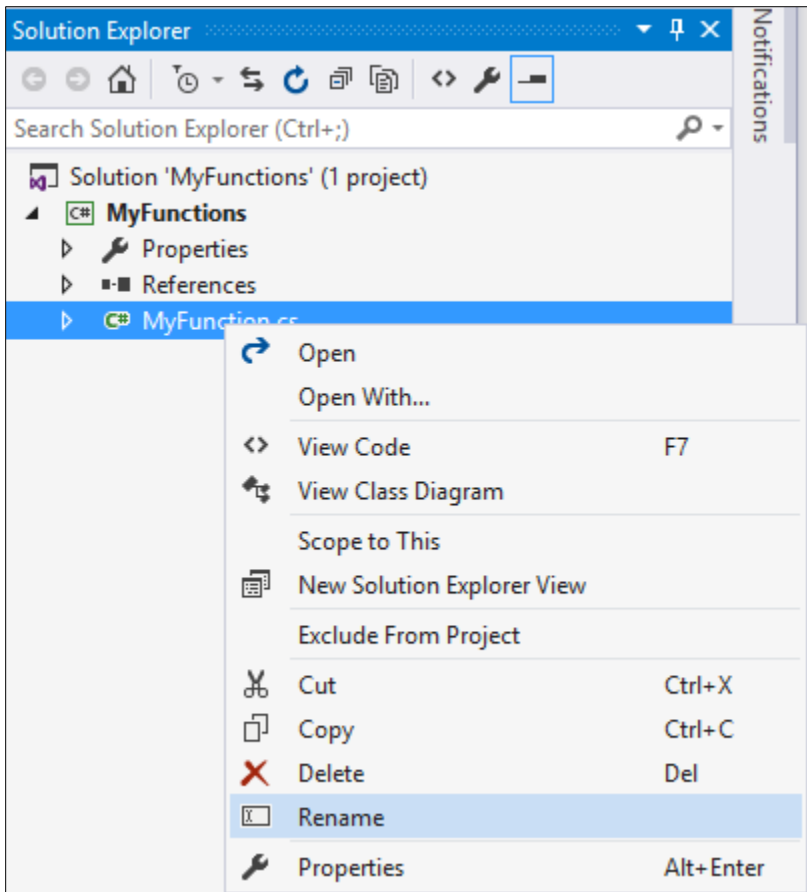 Solution Explorer
Notifications
Search Solution Explorer (Ctrl+;)
Solution 'MyFunctions' (1 project)
C# MyFunctions
Properties
References
C# MyFunction.cs
Open
Open With...
View Code F7
View Class Diagram
Scope to This
New Solution Explorer View
Exclude From Project
Cut Ctrl+X
Copy Ctrl+C
Delete Del
Rename
Properties Alt+Enter